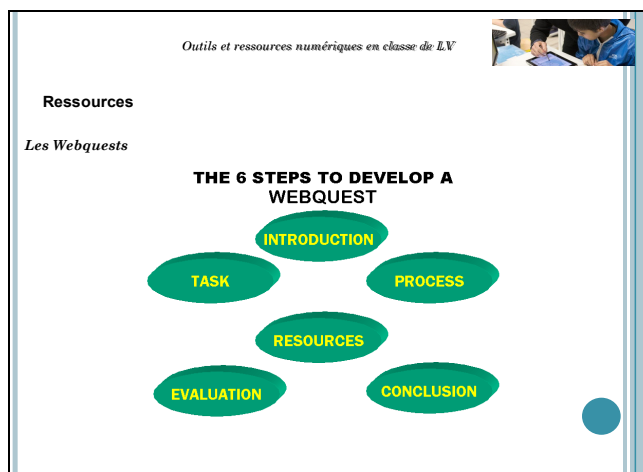 Outils et ressources numériques en classe de LV
Ressources
Les Webquests
THE 6 STEPS TO DEVELOP A
WEBQUEST
INTRODUCTION
TASK
PROCESS
RESOURCES
EVALUATION
CONCLUSION